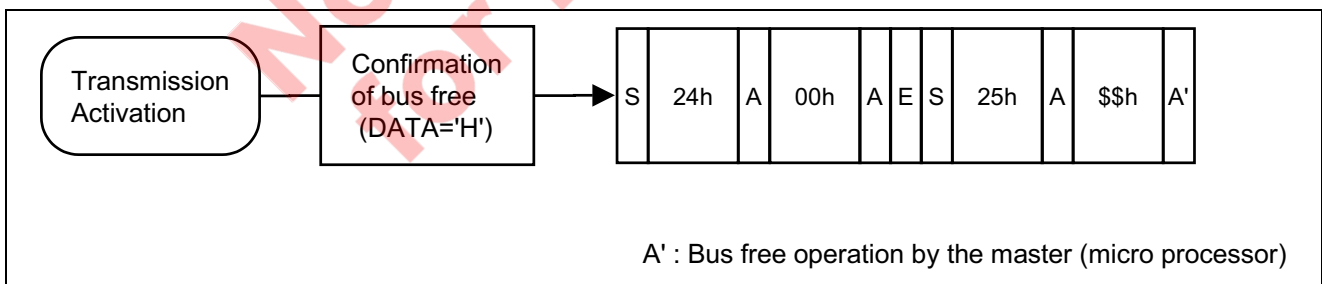 Transmission
Activation
Confirmation
of bus free
(DATA='H')
S 24h A 00h A E S 25h A $$h A'
A' : Bus free operation by the master (micro processor)